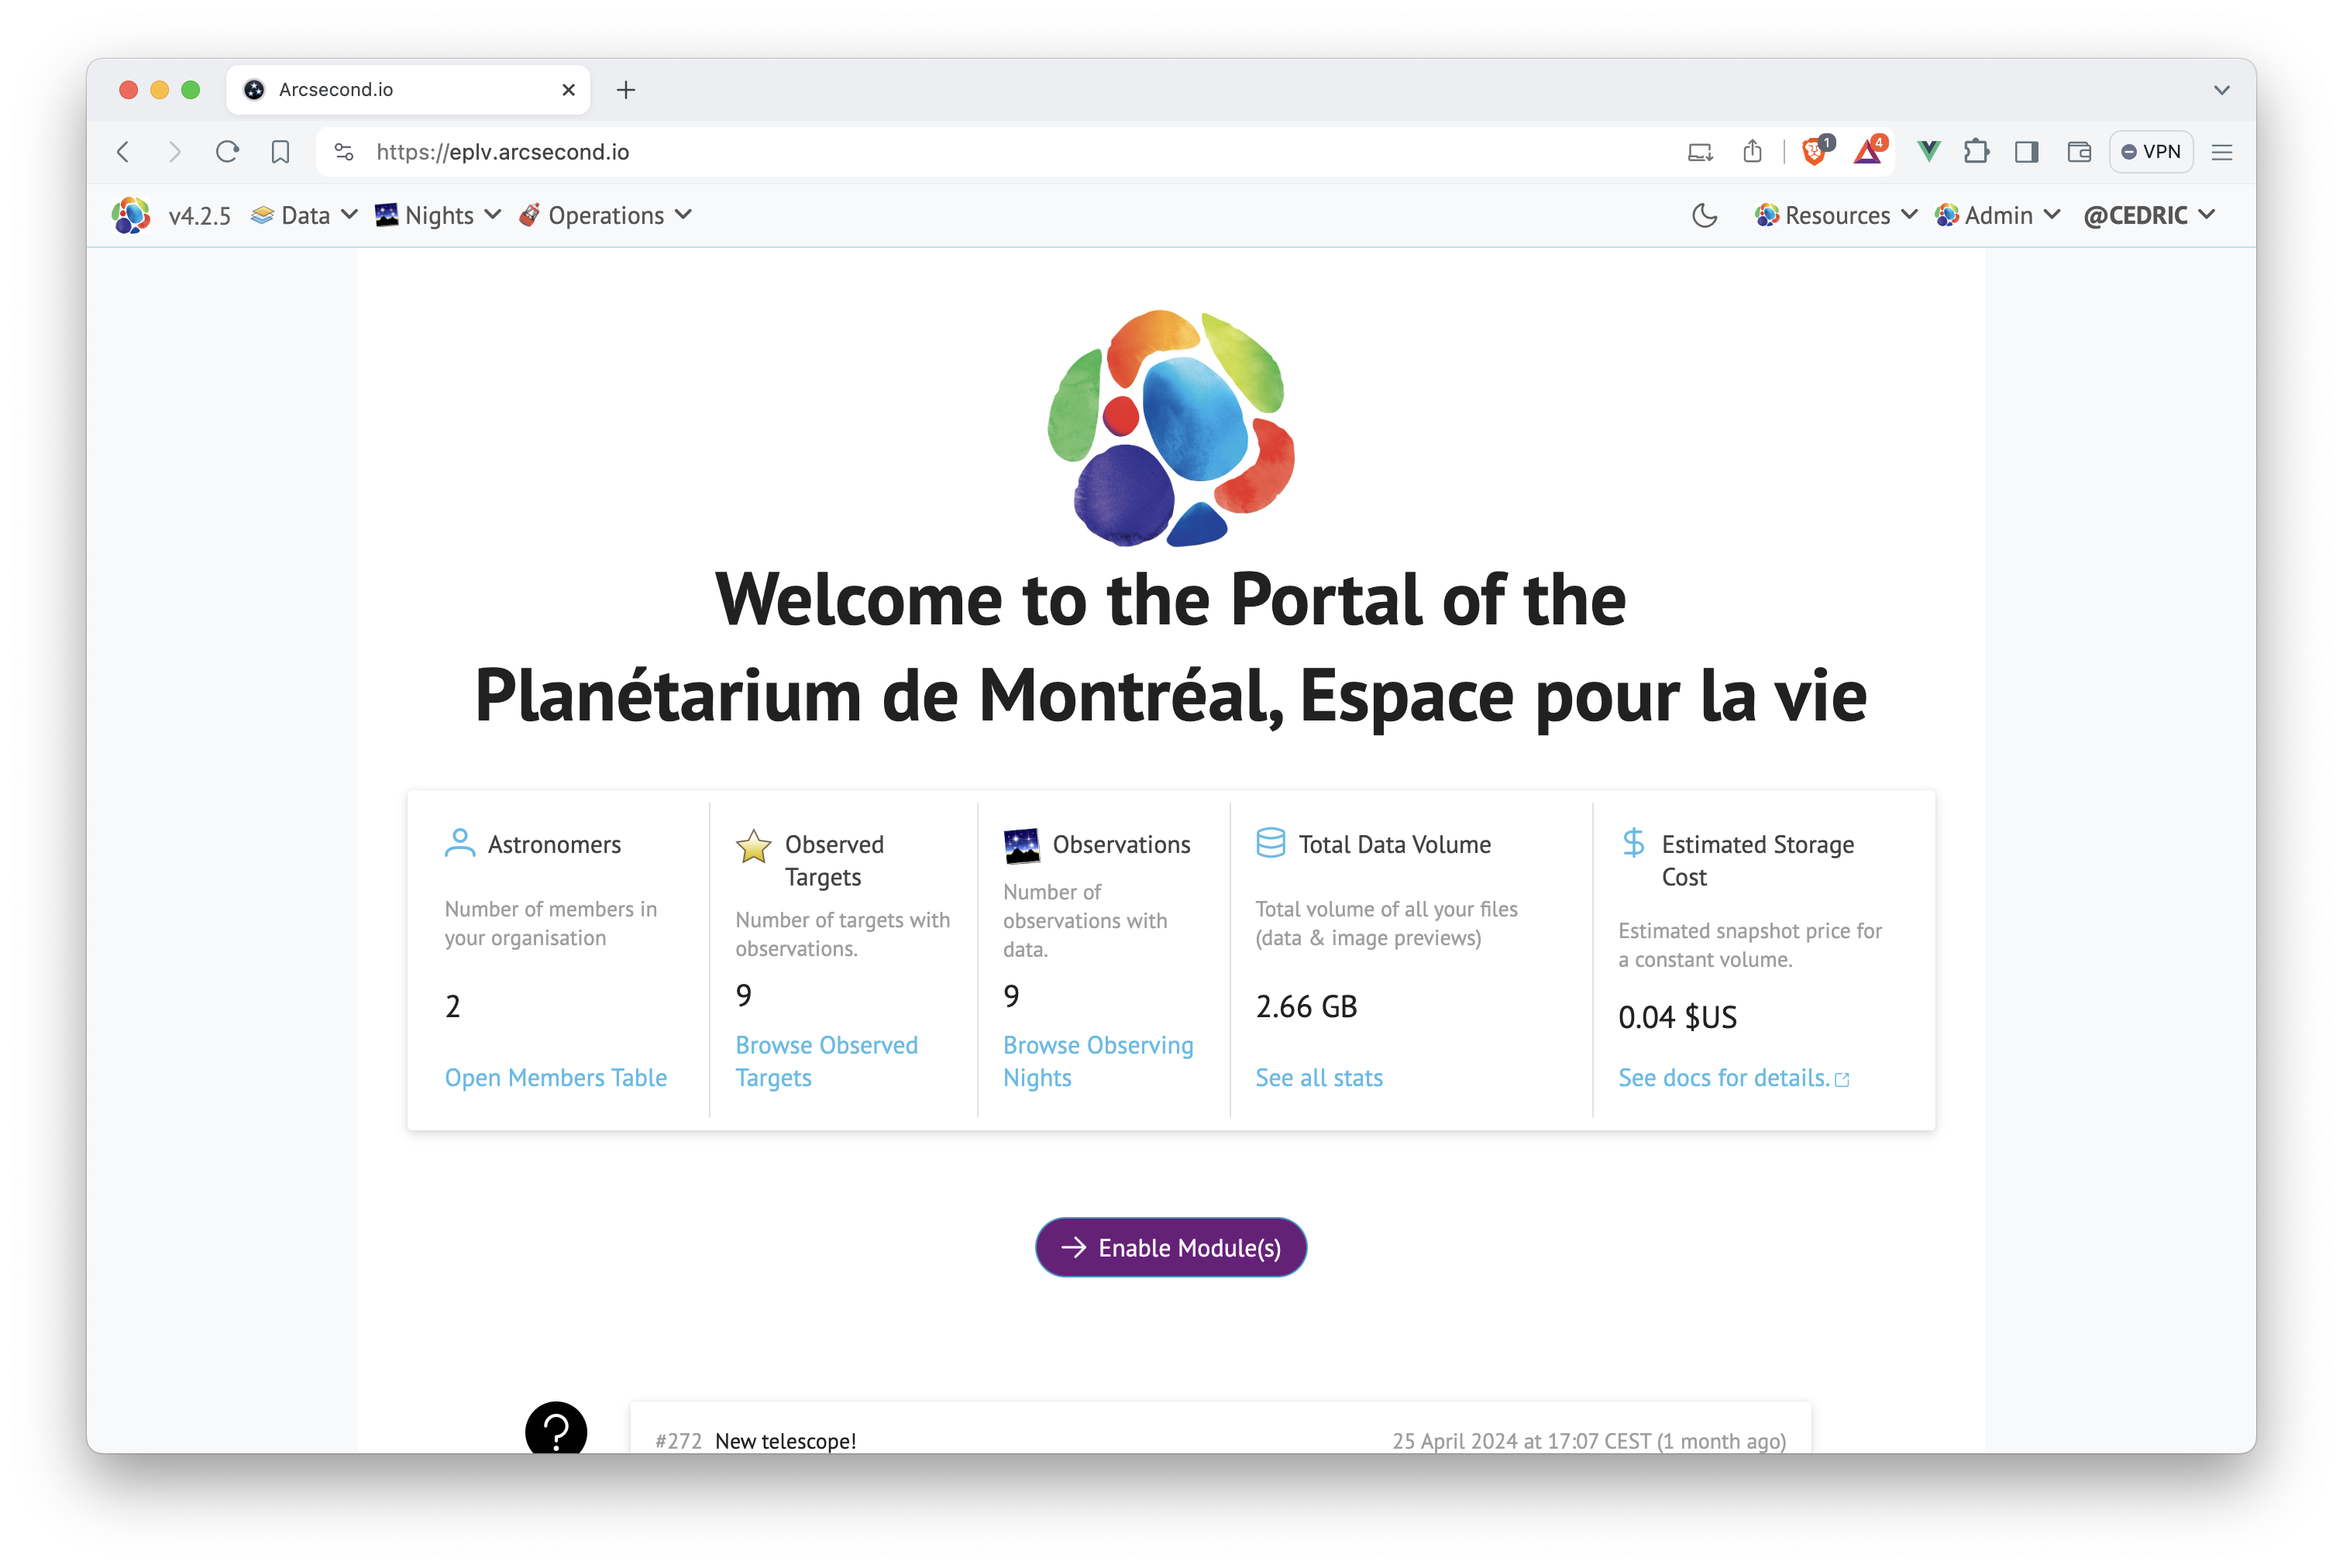 Arcsecond.io
https://eplv.arcsecond.io
1
4
VPN
v4.2.5 Data Nights Operations
Resources Admin @CEDRIC
Welcome to the Portal of the
Planétarium de Montréal, Espace pour la vie
Astronomers
Number of members in
your organisation
2
Open Members Table
Observed
Targets
Number of targets with
observations.
9
Browse Observed
Targets
Observations
Number of
observations with
data.
9
Browse Observing
Nights
Total Data Volume
Total volume of all your files
(data & image previews)
2.66 GB
See all stats
Estimated Storage
Cost
Estimated snapshot price for
a constant volume.
0.04 $US
See docs for details.
Enable Module(s)
#272 New telescope!
25 April 2024 at 17:07 CEST (1 month ago)